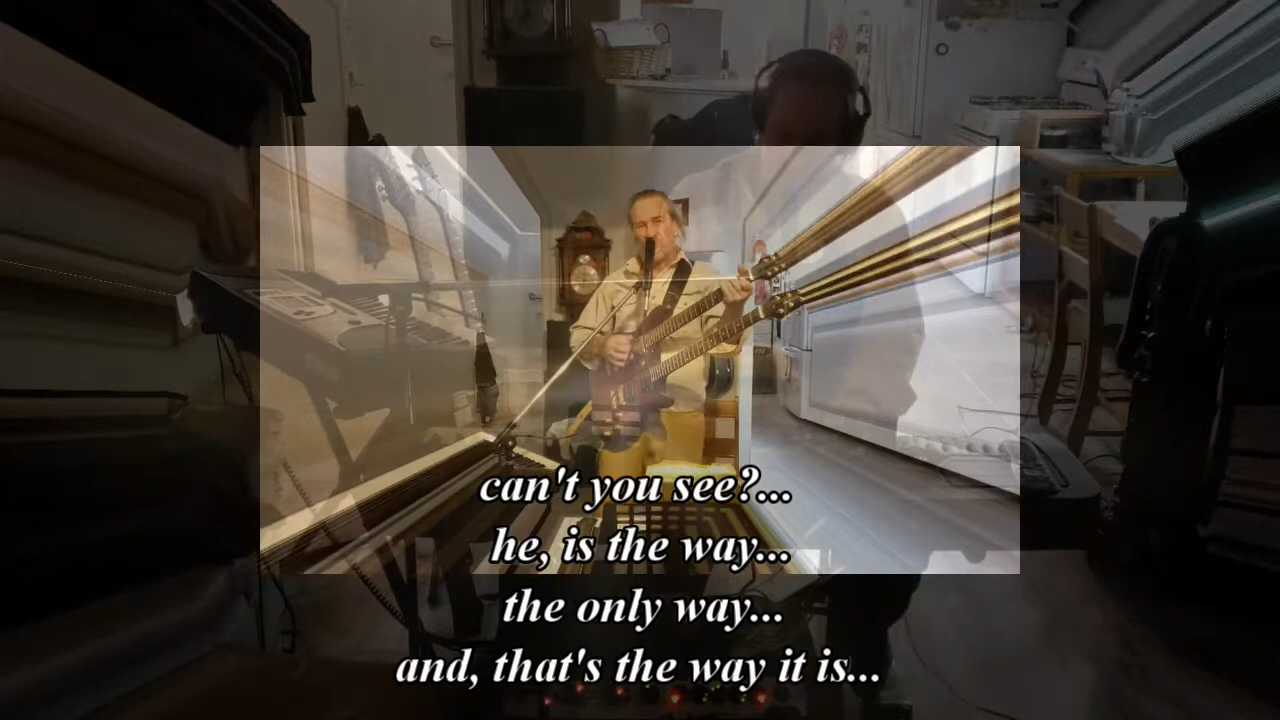 can't you see?...
he, is the way...
the only way...
and, that's the way it is...